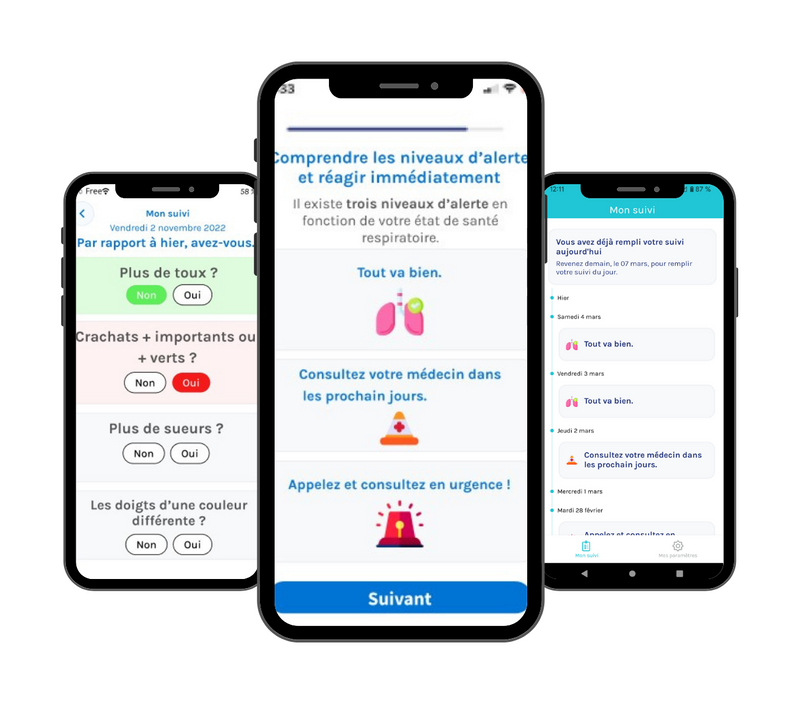 Free
58
Mon suivi
Vendredi 2 novembre 2022
Par rapport à hier, avez-vous.
Plus de toux ?
Non
Oui
Crachats + importants ou
+ verts ?
Non
Oui
Plus de sueurs ?
Non
Oui
Les doigts d'une couleur
différente ?
Non
Oui
33
Comprendre les niveaux d'alerte
et réagir immédiatement
Il existe trois niveaux d'alerte en
fonction de votre état de santé
respiratoire.
Tout va bien.
Consultez votre médecin dans
les prochain jours.
Appelez et consultez en urgence !
Suivant
12:11
87 %
Mon suivi
Vous avez déjà rempli votre suivi
aujourd'hui
Revenez demain, le 07 mars, pour remplir
votre suivi du jour.
Hier
Samedi 4 mars
Tout va bien.
Vendredi 3 mars
Tout va bien.
Jeudi 2 mars
Consultez votre médecin dans
les prochain jours.
Mercredi 1 mars
Mardi 28 février
Appelez et consultez en
Mon suivi
Mes paramètres